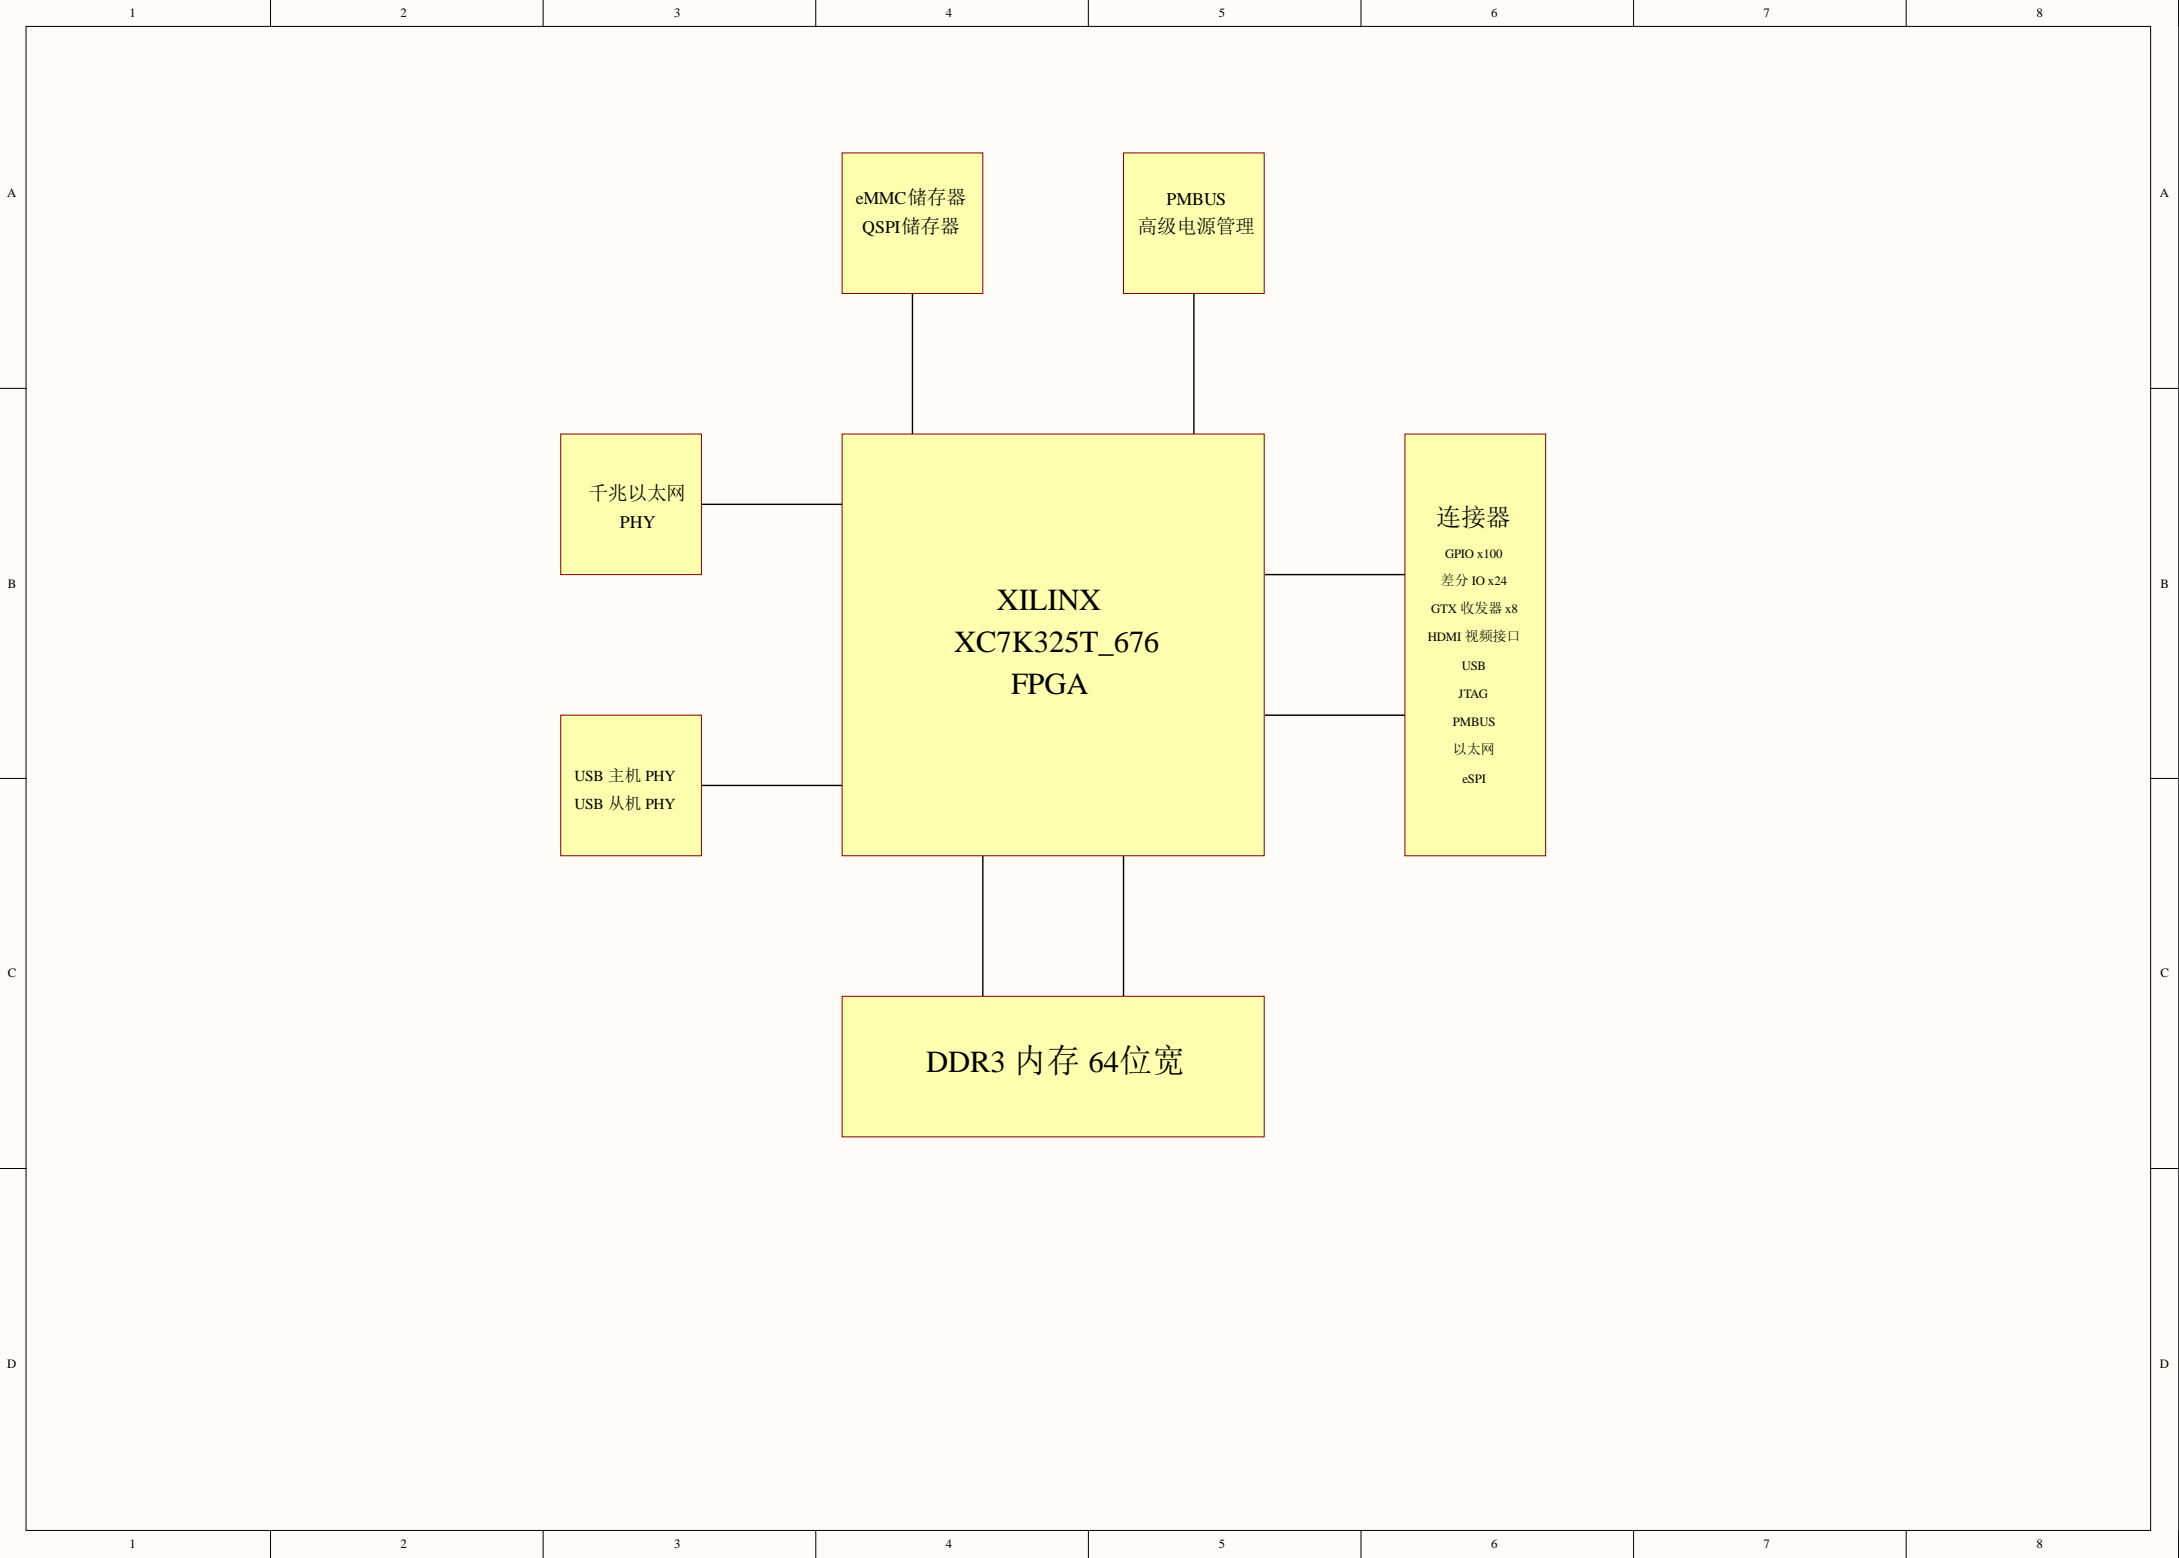 1 2 3 4 5 6 7 8
A A
eMMC储存器
QSPI储存器
PMBUS
高级电源管理
千兆以太网
PHY
B B
XILINX
XC7K325T_676
FPGA
连接器
GPIO x100
差分 IO x24
GTX 收发器 x8
HDMI 视频接口
USB
JTAG
PMBUS
以太网
eSPI
USB 主机 PHY
USB 从机 PHY
C C
DDR3 内存 64位宽
D D
1 2 3 4 5 6 7 8